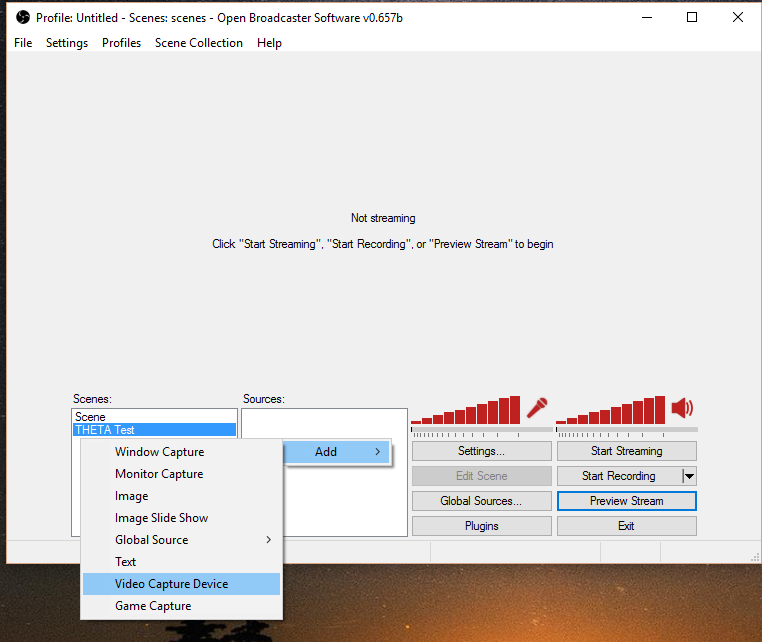 Profile: Untitled - Scenes: scenes - Open Broadcaster Software v0.657b
File Settings Profiles Scene Collection Help
Not streaming
Click "Start Streaming", "Start Recording", or "Preview Stream" to begin
Scenes: Sources:
Scene
THETA Test
Add
Window Capture
Monitor Capture
Image
Image Slide Show
Global Source
Text
Video Capture Device
Game Capture
Settings... Start Streaming
Edit Scene Start Recording
Global Sources... Preview Stream
Plugins Exit